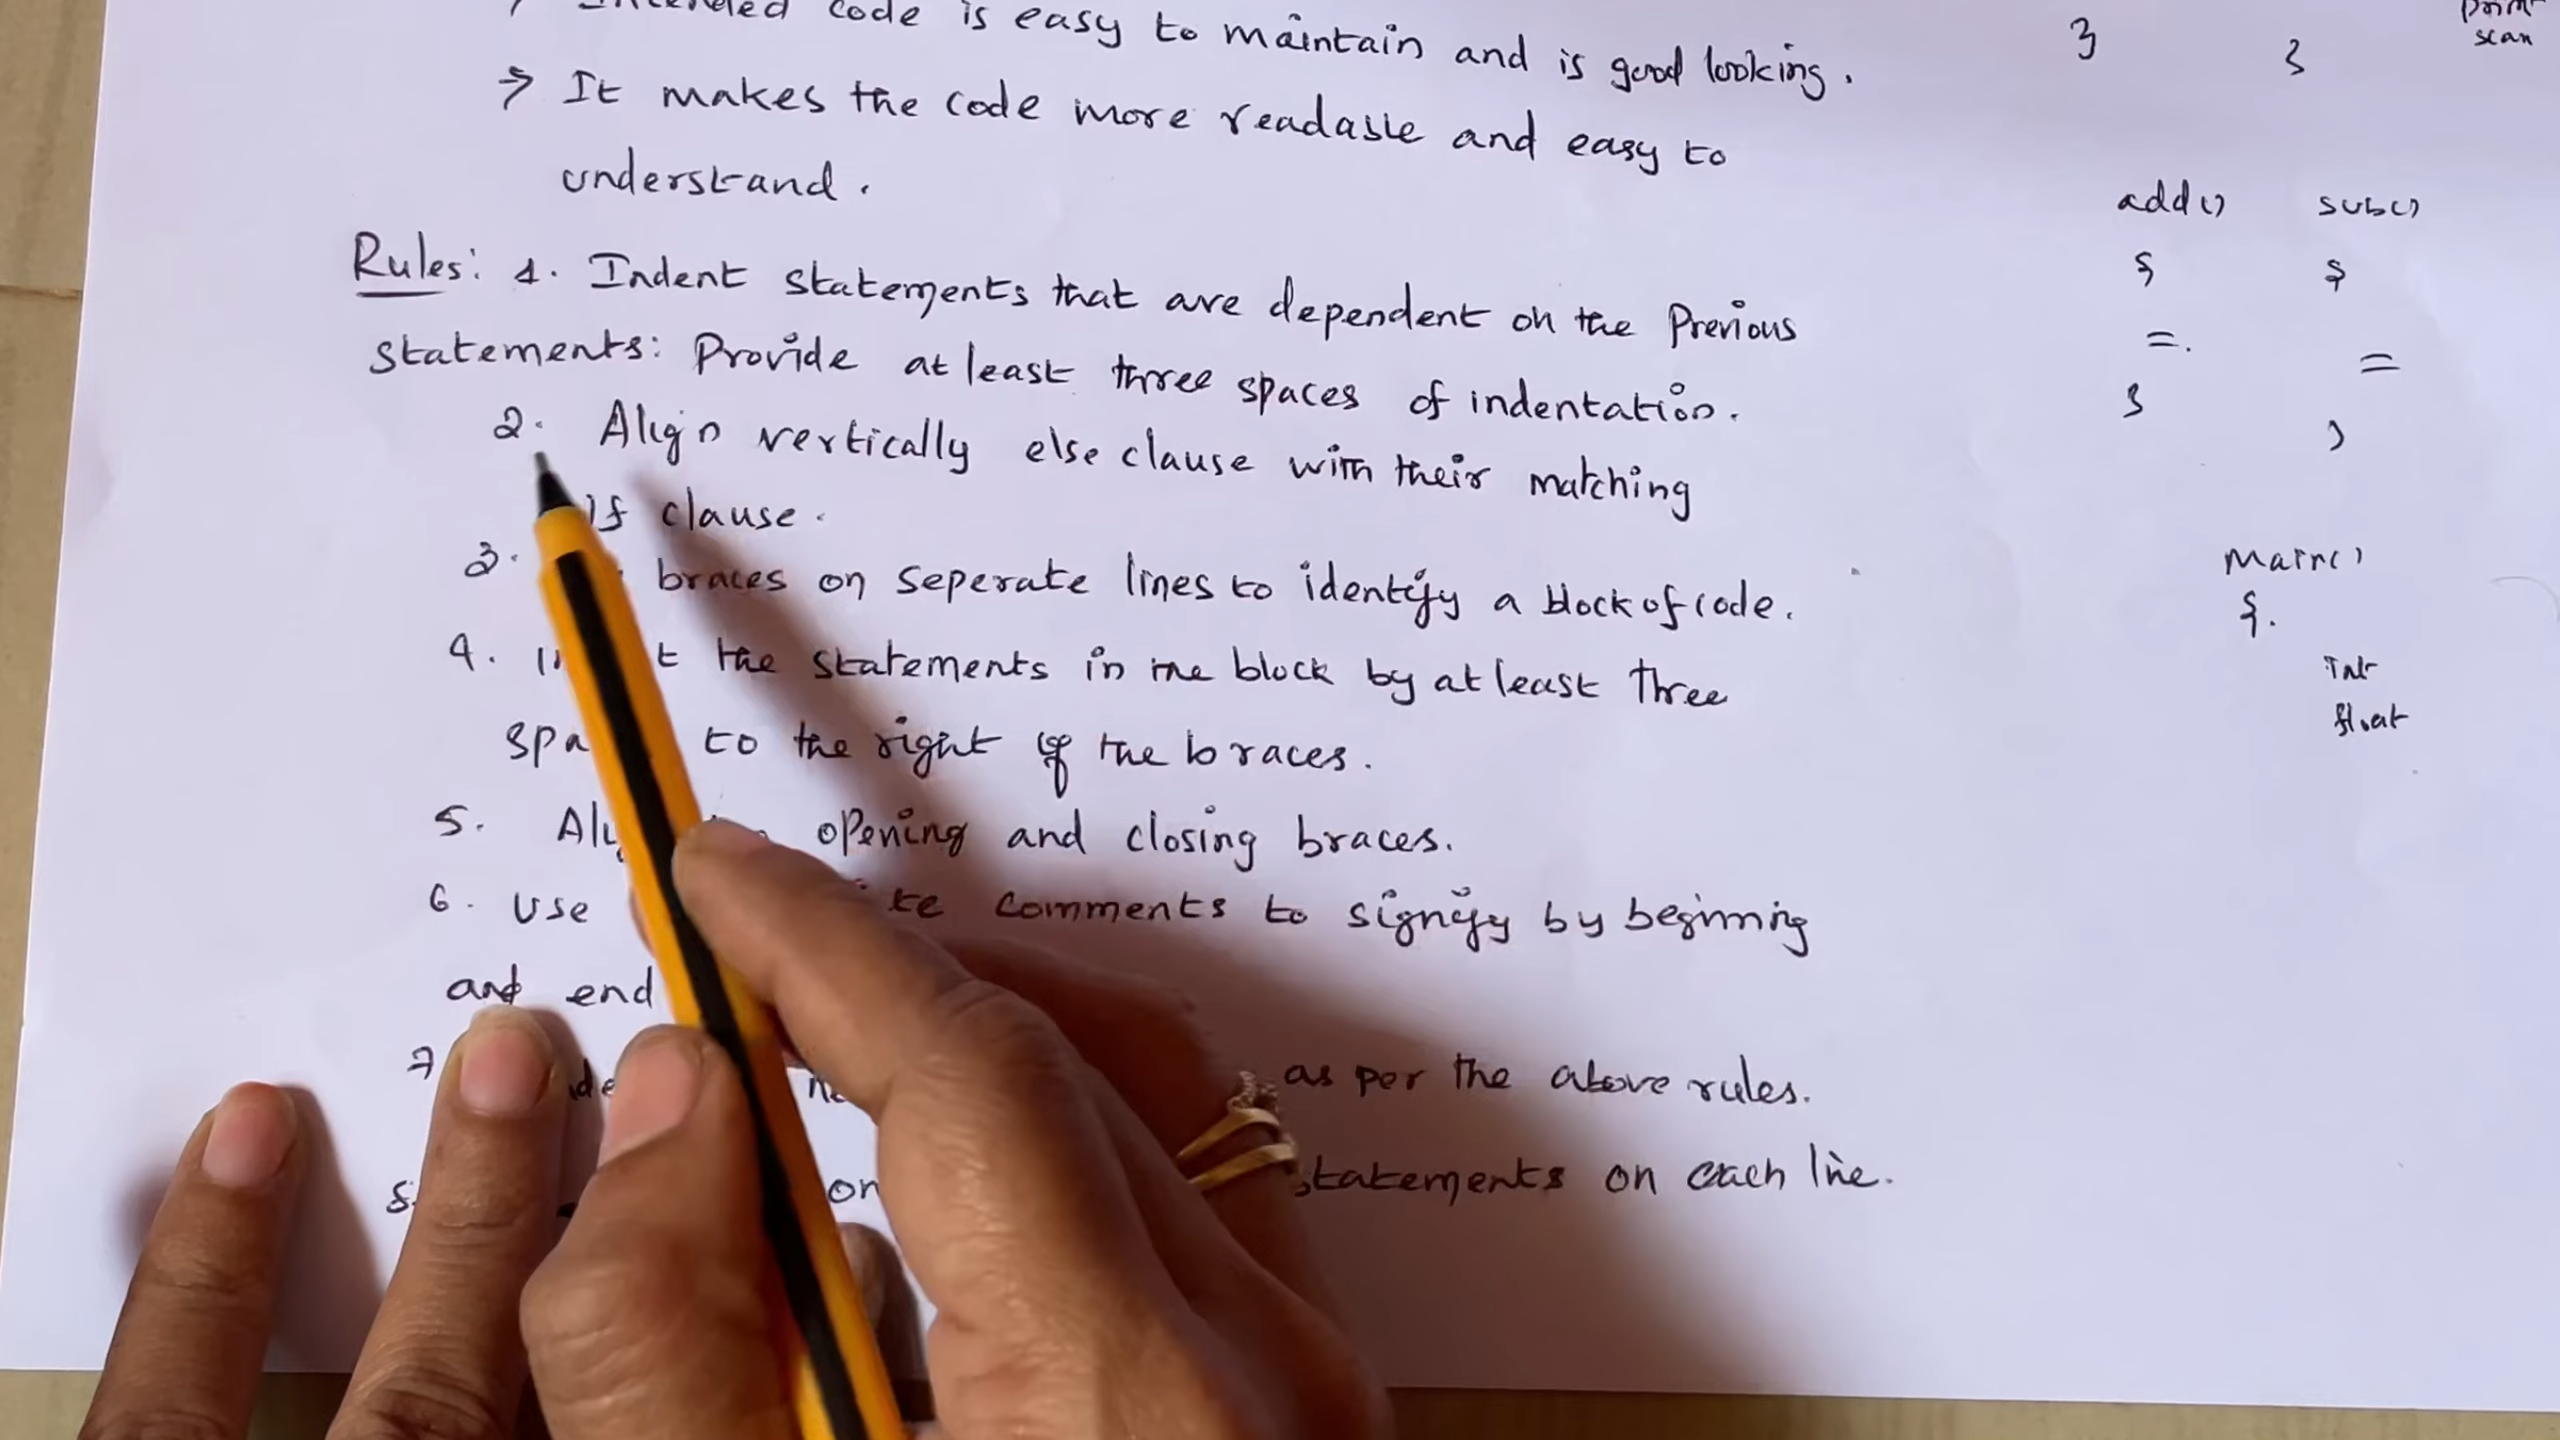 code is easy to maintain and is good looking.
→ It makes the code more readable and easy to
understand.
Rules: 1. Indent statements that are dependent on the Previous
statements: Provide at least three spaces of indentation.
2. Align vertically else clause with their matching
If clause.
3. braces on seperate lines to identify a block of code.
4. the statements in the block by at least three
to the right of the braces.
5. opening and closing braces.
6. Use comments to signify by beginning
and end
7 as per the above rules.
8. statements on each line.
}
}
scan
add() sub()
{ {
=. =
} }
Main()
{.
Int
float